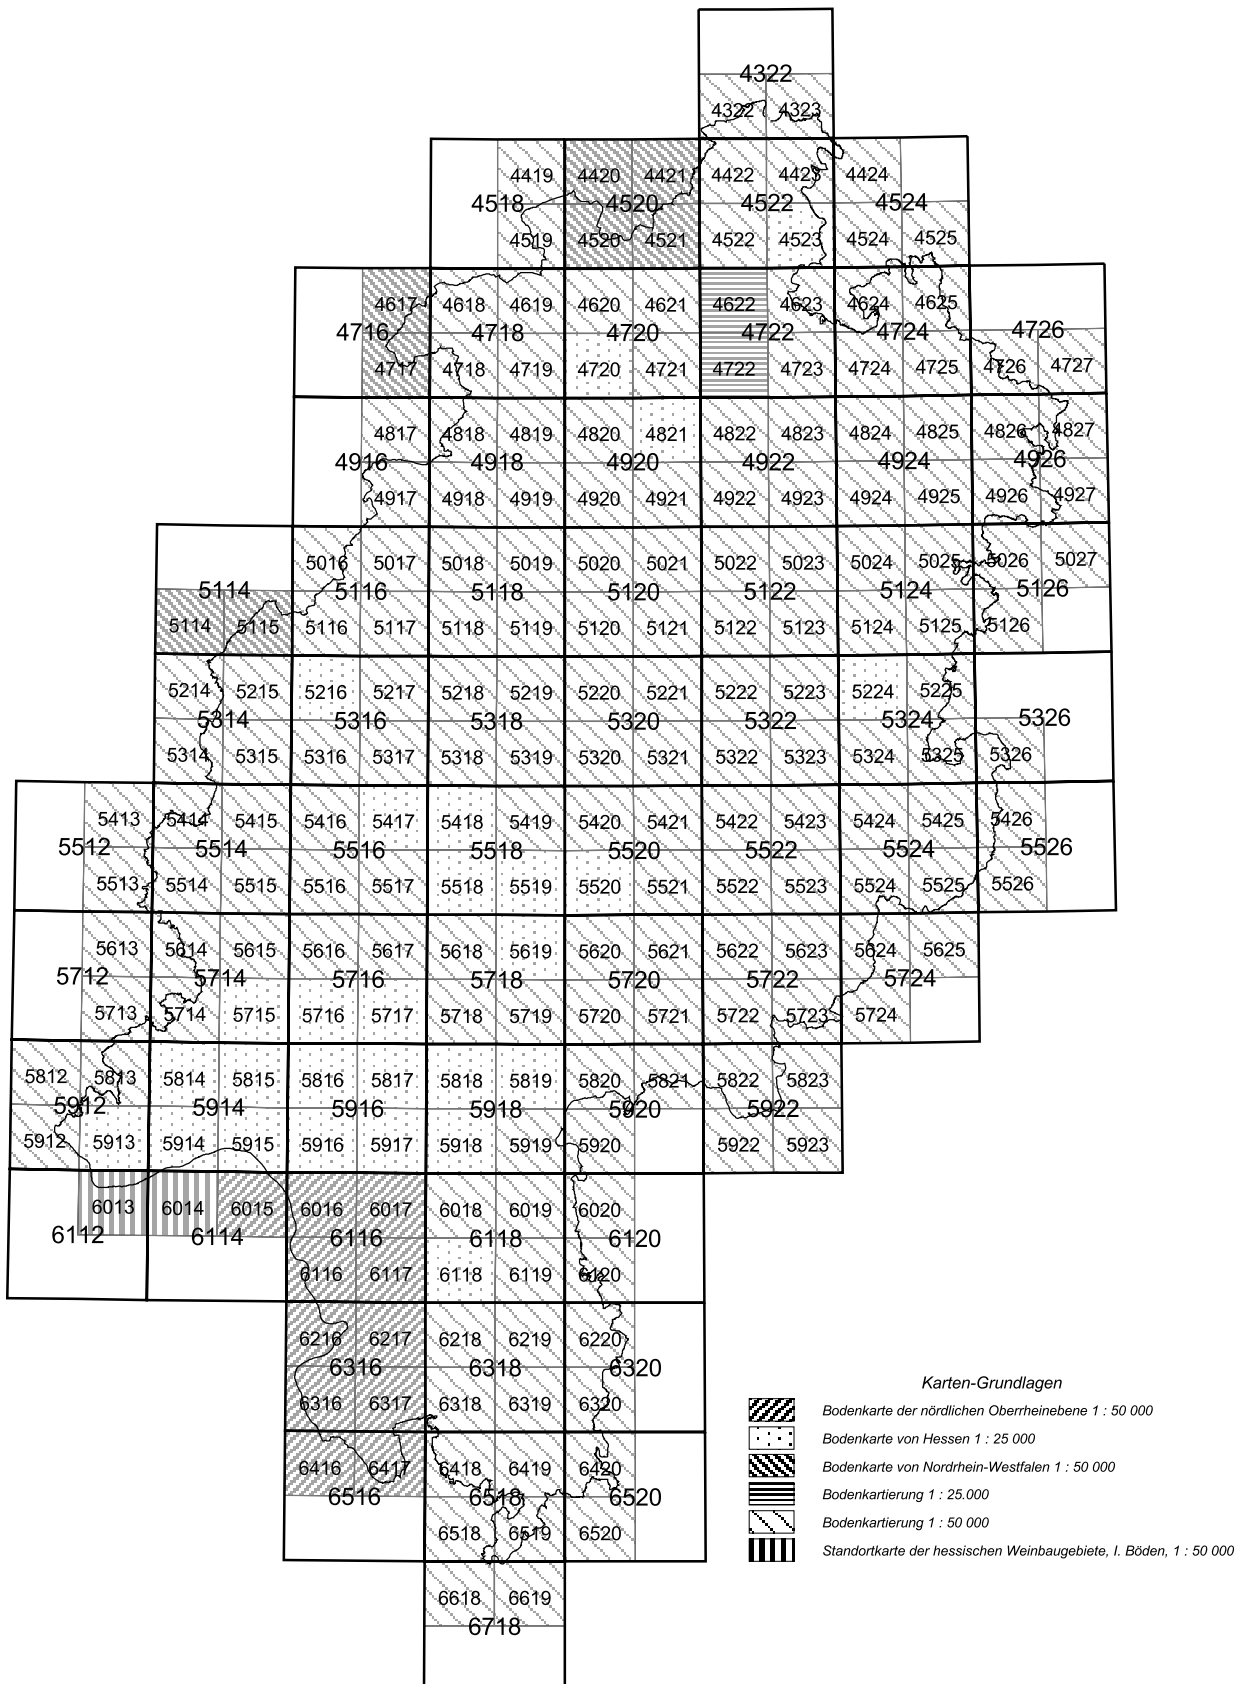 4322
4322 4323
4419 4420 4421 4422 4423 4424
4518 4520 4522 4524
4519 4520 4521 4522 4523 4524 4525
4617 4618 4619 4620 4621 4622 4623 4624 4625
4716 4718 4720 4722 4724 4726
4717 4718 4719 4720 4721 4722 4723 4724 4725 4726 4727
4817 4818 4819 4820 4821 4822 4823 4824 4825 4826 4827
4916 4918 4920 4922 4924 4926
4917 4918 4919 4920 4921 4922 4923 4924 4925 4926 4927
5016 5017 5018 5019 5020 5021 5022 5023 5024 5025 5026 5027
5114 5116 5118 5120 5122 5124 5126
5114 5115 5116 5117 5118 5119 5120 5121 5122 5123 5124 5125 5126
5214 5215 5216 5217 5218 5219 5220 5221 5222 5223 5224 5225
5314 5316 5318 5320 5322 5324 5326
5314 5315 5316 5317 5318 5319 5320 5321 5322 5323 5324 5325 5326
5413 5414 5415 5416 5417 5418 5419 5420 5421 5422 5423 5424 5425 5426
5512 5514 5516 5518 5520 5522 5524 5526
5513 5514 5515 5516 5517 5518 5519 5520 5521 5522 5523 5524 5525 5526
5613 5614 5615 5616 5617 5618 5619 5620 5621 5622 5623 5624 5625
5712 5714 5716 5718 5720 5722 5724
5713 5714 5715 5716 5717 5718 5719 5720 5721 5722 5723 5724
5812 5813 5814 5815 5816 5817 5818 5819 5820 5821 5822 5823
5912 5914 5916 5918 5920 5922
5912 5913 5914 5915 5916 5917 5918 5919 5920 5922 5923
6013 6014 6015 6016 6017 6018 6019 6020
6112 6114 6116 6118 6120
6116 6117 6118 6119 6120
6216 6217 6218 6219 6220
6316 6318 6320
6316 6317 6318 6319 6320
6416 6417 6418 6419 6420
6516 6518 6520
6518 6519 6520
6618 6619
6718
Karten-Grundlagen
Bodenkarte der nördlichen Oberrheinebene 1 : 50 000
Bodenkarte von Hessen 1 : 25 000
Bodenkarte von Nordrhein-Westfalen 1 : 50 000
Bodenkartierung 1 : 25.000
Bodenkartierung 1 : 50 000
Standortkarte der hessischen Weinbaugebiete, I. Böden, 1 : 50 000